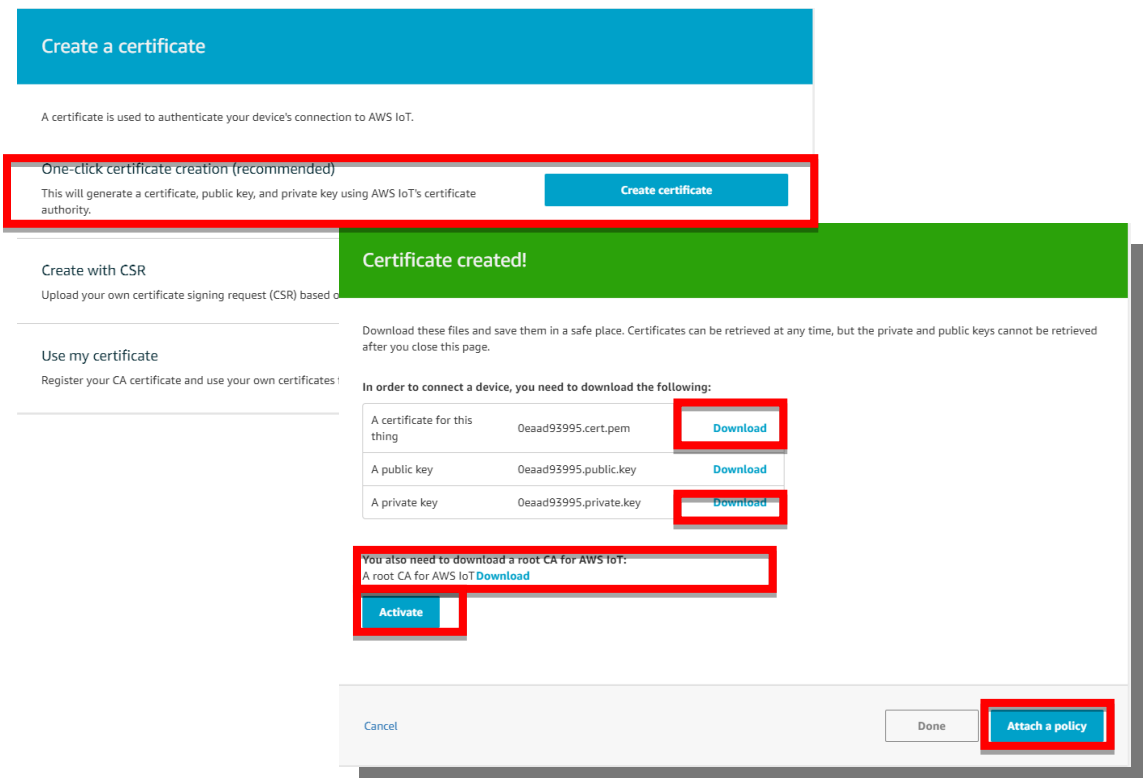 Create a certificate
A certificate is used to authenticate your device's connection to AWS IoT.
One-click certificate creation (recommended)
This will generate a certificate, public key, and private key using AWS IoT's certificate
authority.
Create certificate
Create with CSR
Upload your own certificate signing request (CSR) based
Use my certificate
Register your CA certificate and use your own certificates
Certificate created!
Download these files and save them in a safe place. Certificates can be retrieved at any time, but the private and public keys cannot be retrieved
after you close this page.
In order to connect a device, you need to download the following:
A certificate for this
thing
0eaad93995.cert.pem
Download
A public key
0eaad93995.public.key
Download
A private key
0eaad93995.private.key
Download
You also need to download a root CA for AWS IoT:
A root CA for AWS IoT Download
Activate
Cancel
Done
Attach a policy